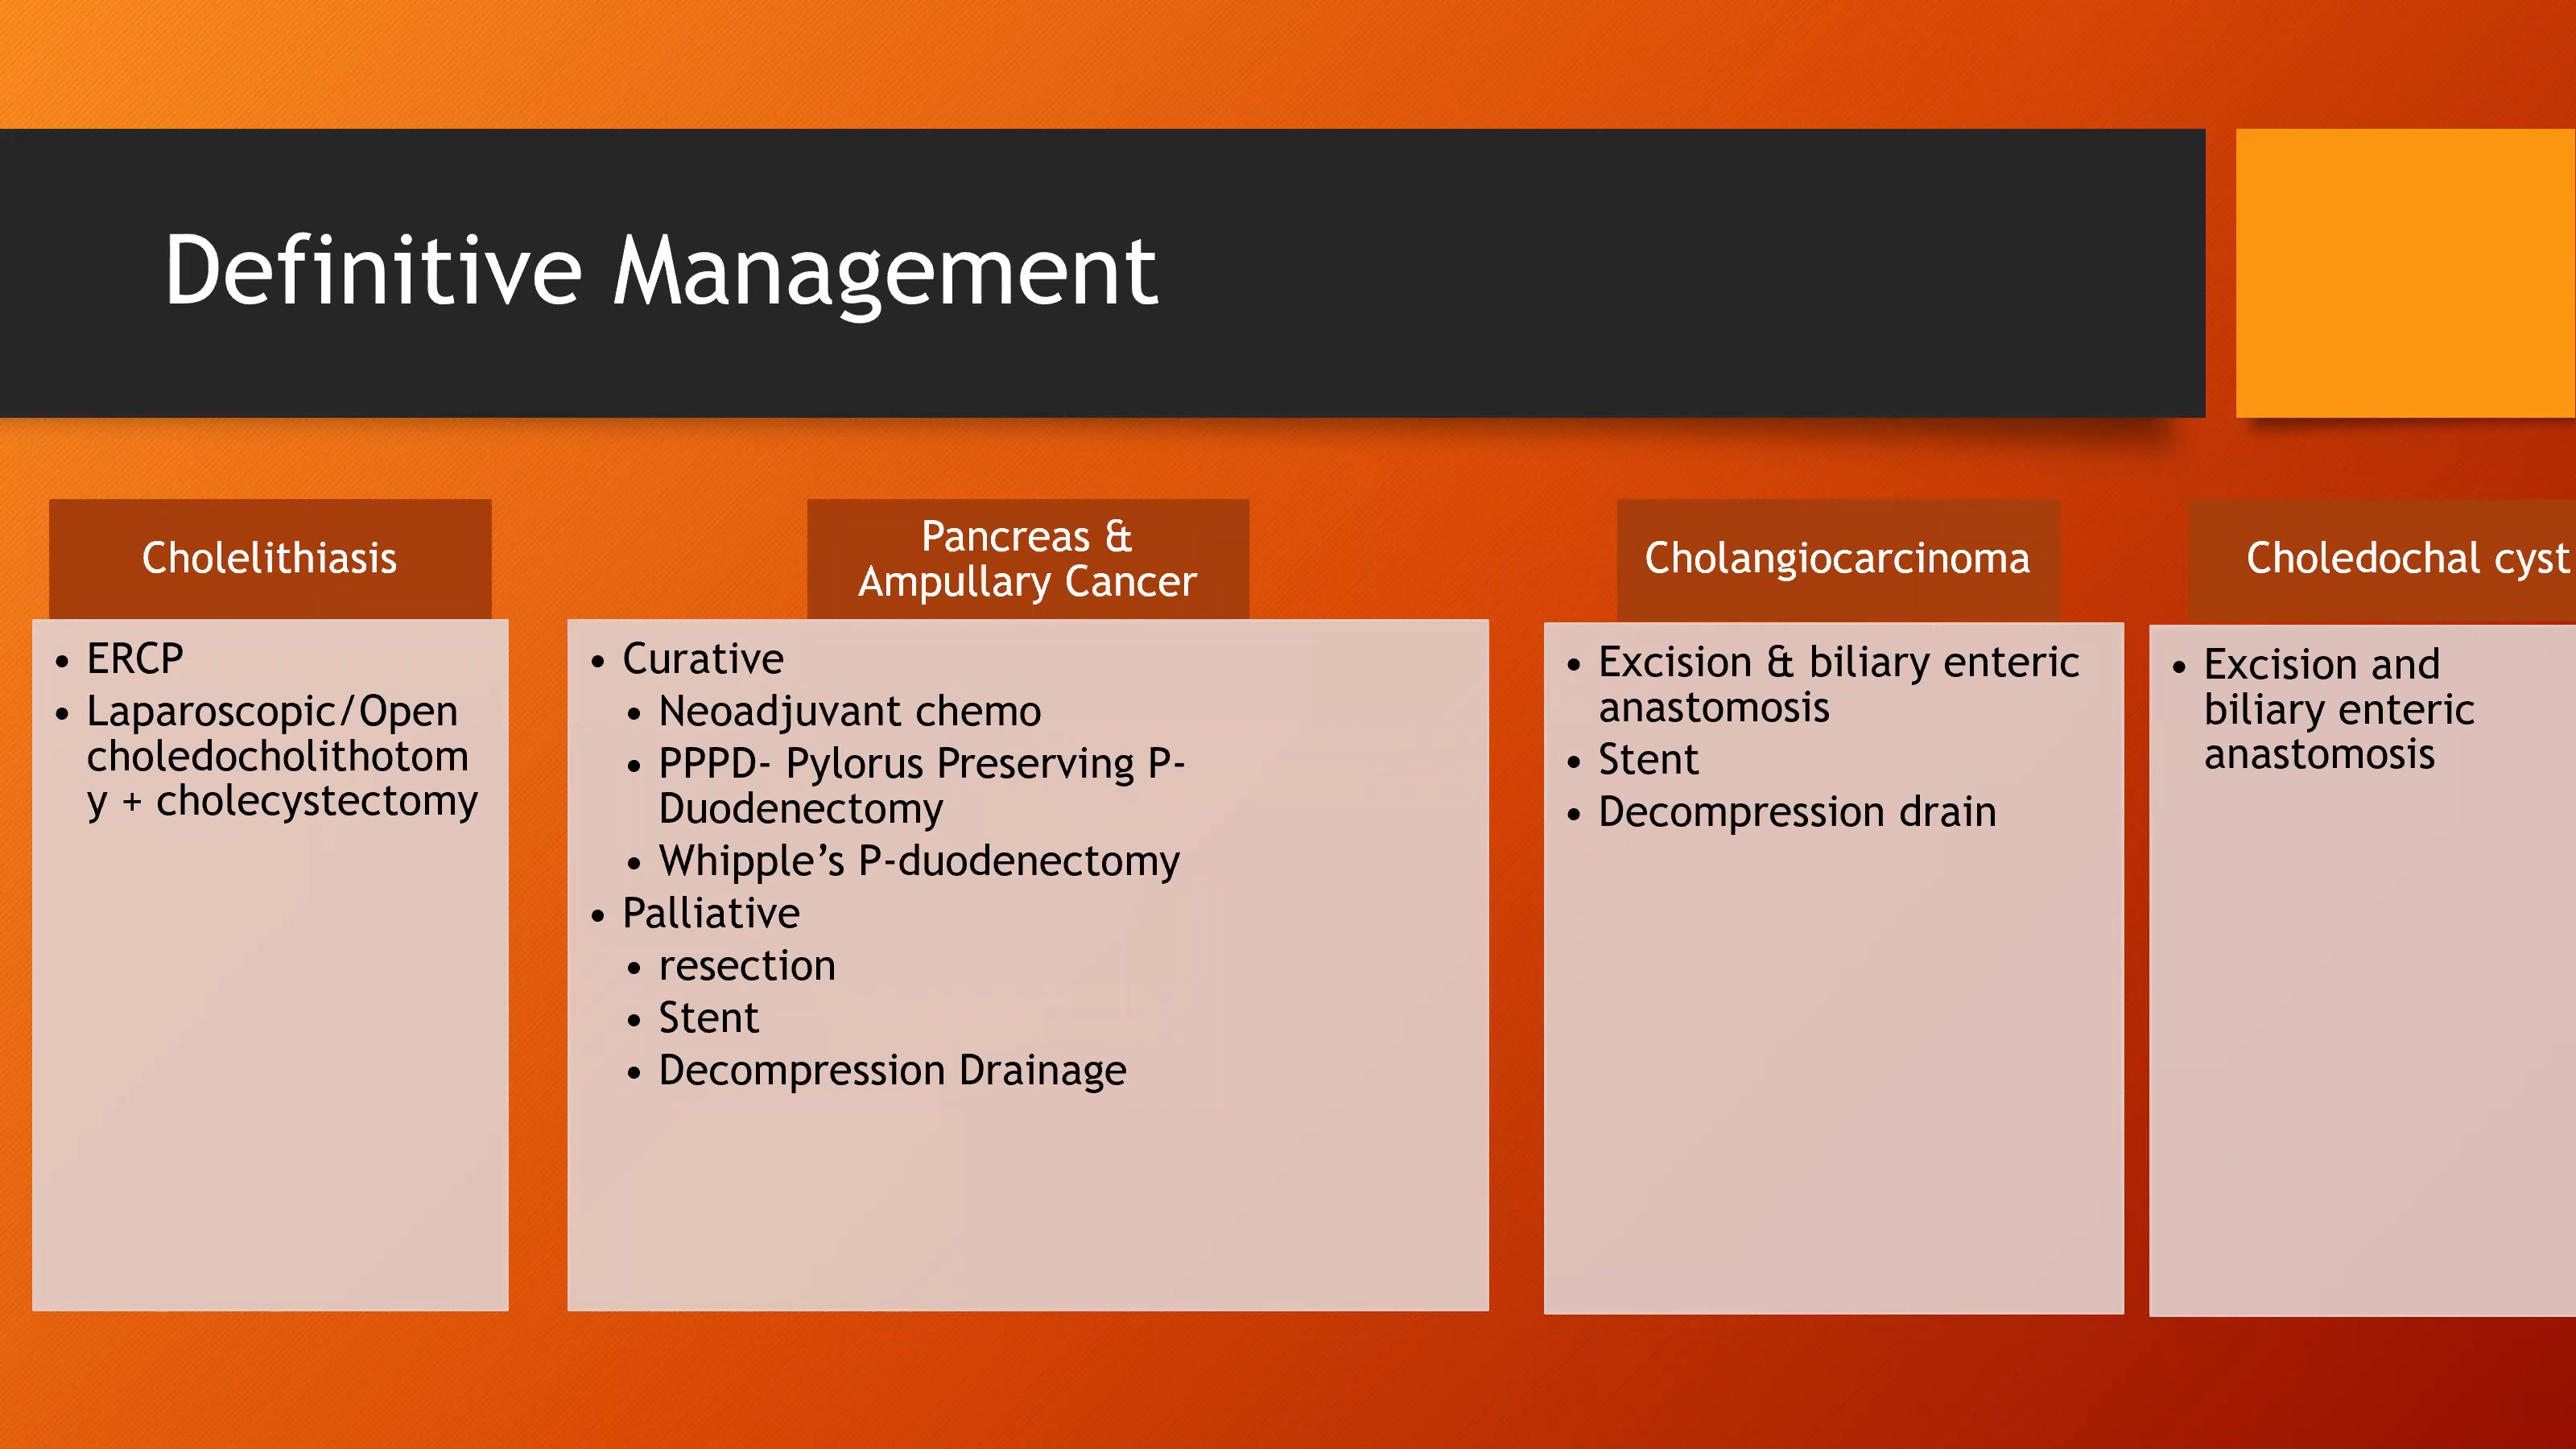 Definitive Management
Cholelithiasis
• ERCP
• Laparoscopic/Open
choledocholithotom
y + cholecystectomy
Pancreas &
Ampullary Cancer
• Curative
• Neoadjuvant chemo
• PPPD- Pylorus Preserving P-
Duodenectomy
• Whipple’s P-duodenectomy
• Palliative
• resection
• Stent
• Decompression Drainage
Cholangiocarcinoma
• Excision & biliary enteric
anastomosis
• Stent
• Decompression drain
Choledochal cyst
• Excision and
biliary enteric
anastomosis